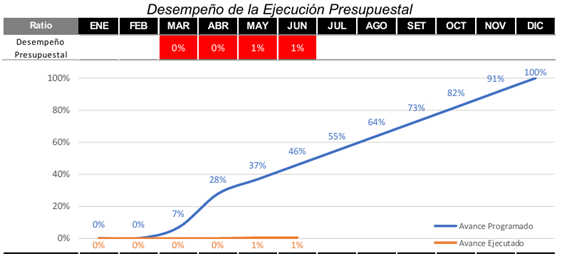 Desempeño de la Ejecución Presupuestal
Ratio ENE FEB MAR ABR MAY JUN JUL AGO SET OCT NOV DIC
Desempeño
Presupuestal
0% 0% 1% 1%
100%
80%
60%
40%
20%
0%
0% 0% 7% 28% 37% 46% 55% 64% 73% 82% 91% 100%
Avance Programado
Avance Ejecutado
0% 0% 0% 0% 1% 1%